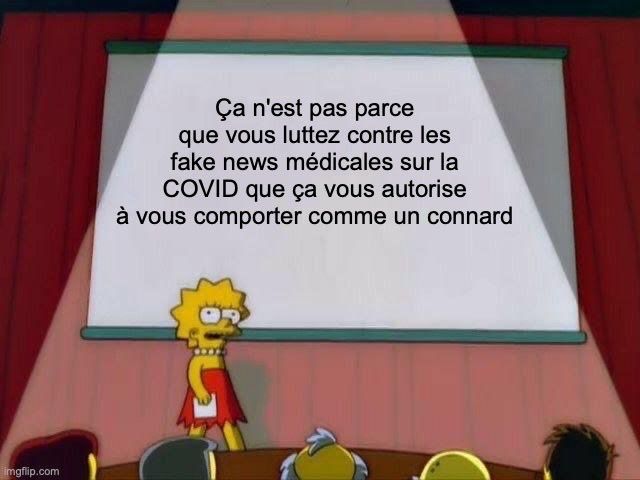 Ça n'est pas parce
que vous luttez contre les
fake news médicales sur la
COVID que ça vous autorise
à vous comporter comme un connard
imgflip.com